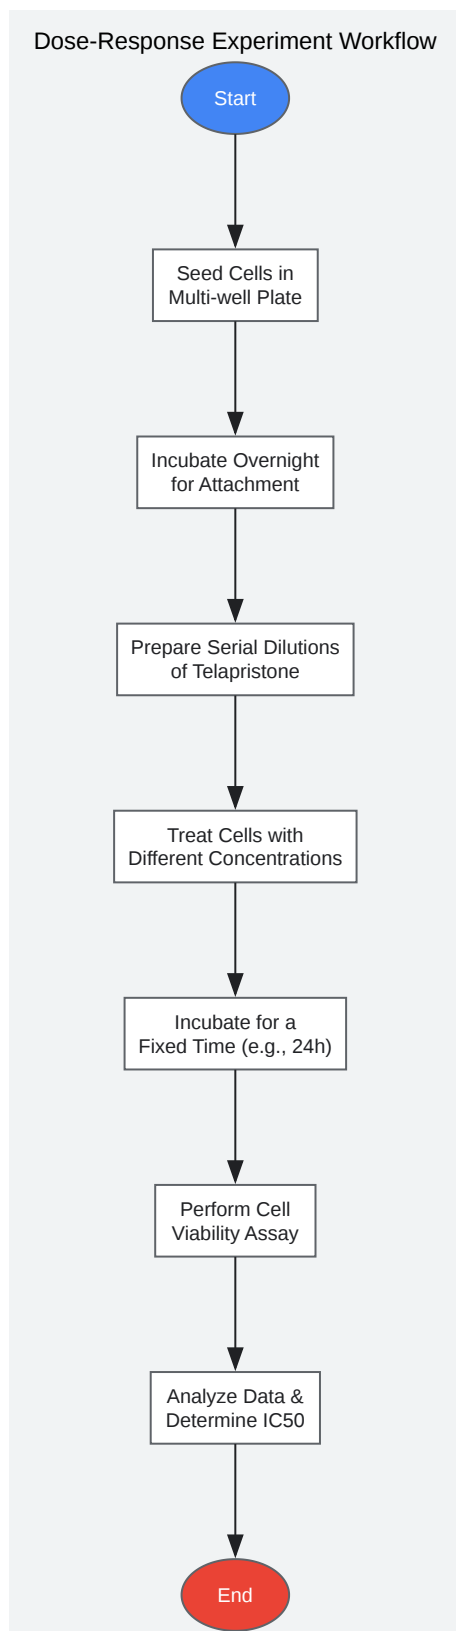 Dose-Response Experiment Workflow
Start
Seed Cells in
Multi-well Plate
Incubate Overnight
for Attachment
Prepare Serial Dilutions
of Telapristone
Treat Cells with
Different Concentrations
Incubate for a
Fixed Time (e.g., 24h)
Perform Cell
Viability Assay
Analyze Data &
Determine IC50
End